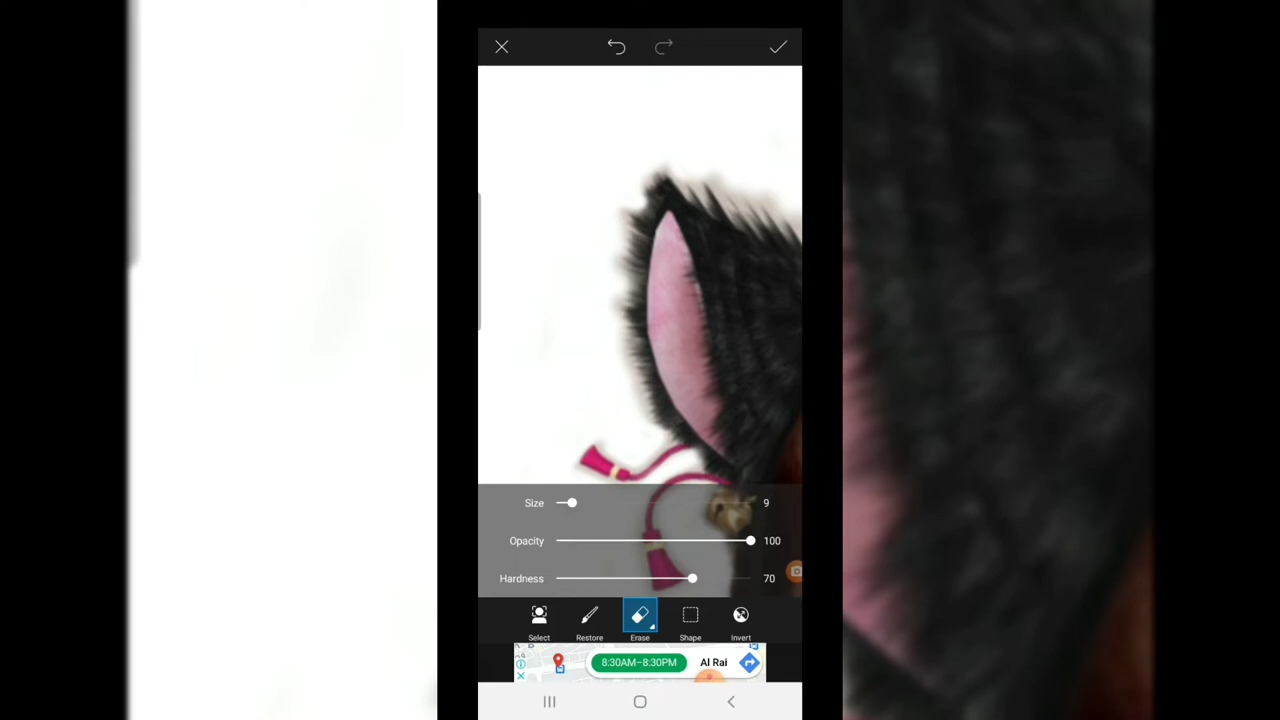 Size 9
Opacity 100
Hardness 70
Select Restore Erase Shape Invert
8:30AM–8:30PM Al Rai